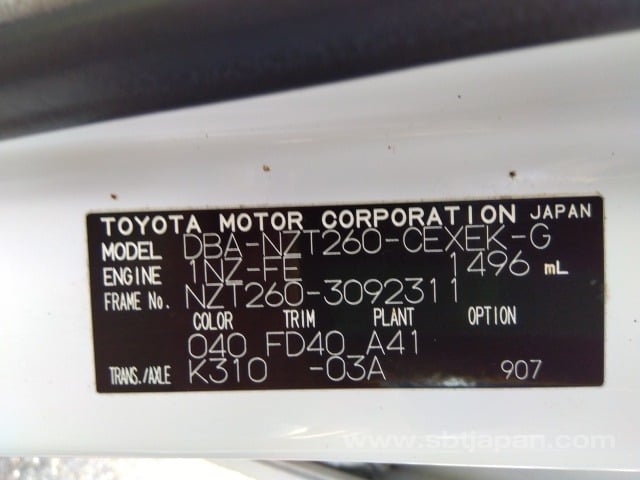 TOYOTA MOTOR CORPORATION JAPAN
MODEL DBA-NZT260-CEXEK-G
ENGINE 1NZ-FE 1496 mL
FRAME No. NZT260-3092311
COLOR TRIM PLANT OPTION
040 FD40 A41
TRANS./AXLE K310 -03A 907
www.sbtjapan.com